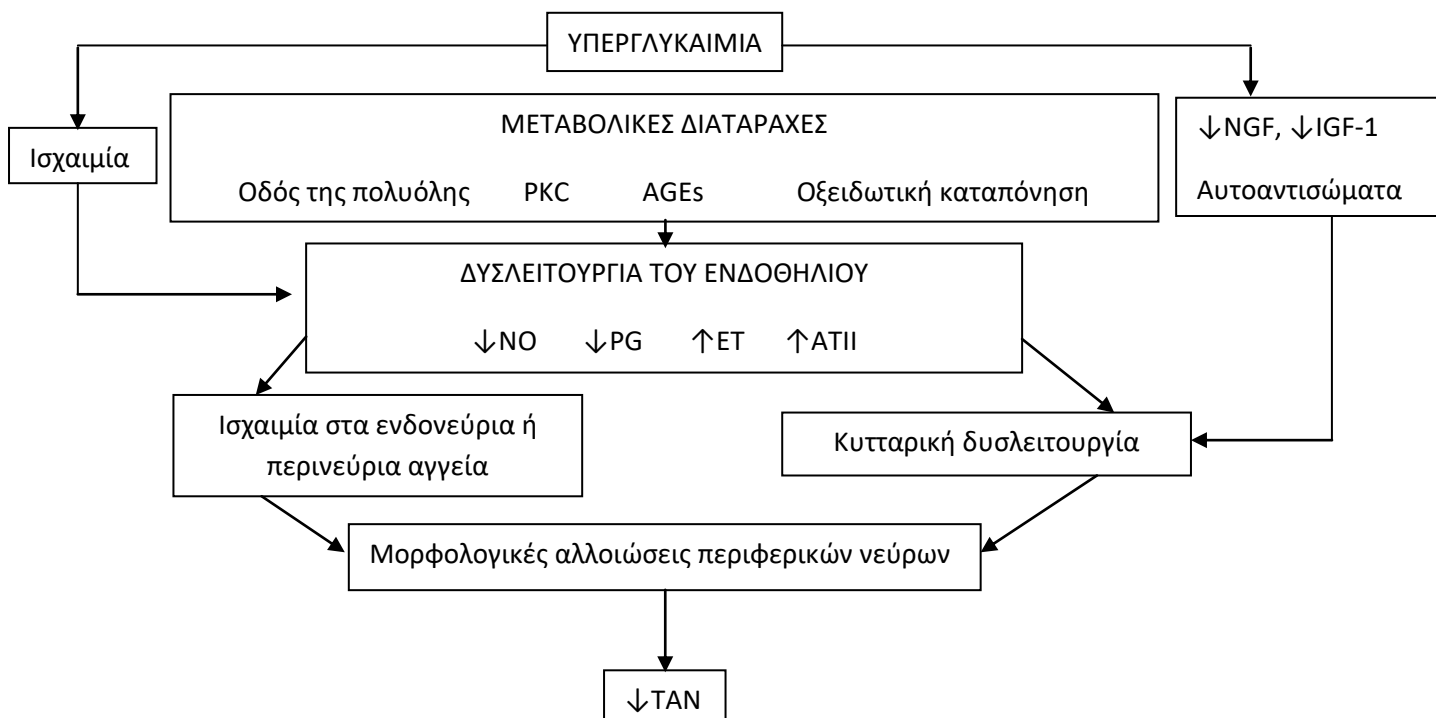 ΥΠΕΡΓΛΥΚΑΙΜΙΑ
ΜΕΤΑΒΟΛΙΚΕΣ ΔΙΑΤΑΡΑΧΕΣ
Οδός της πολυόλης PKC AGEs Οξειδωτική καταπόνηση
Ισχαιμία
↓NGF, ↓IGF-1
Αυτοαντισώματα
ΔΥΣΛΕΙΤΟΥΡΓΙΑ ΤΟΥ ΕΝΔΟΘΗΛΙΟΥ
↓NO ↓PG ↑ET ↑ATII
Ισχαιμία στα ενδονεύρια ή
περινεύρια αγγεία
Κυτταρική δυσλειτουργία
Μορφολογικές αλλοιώσεις περιφερικών νεύρων
↓ΤΑΝ